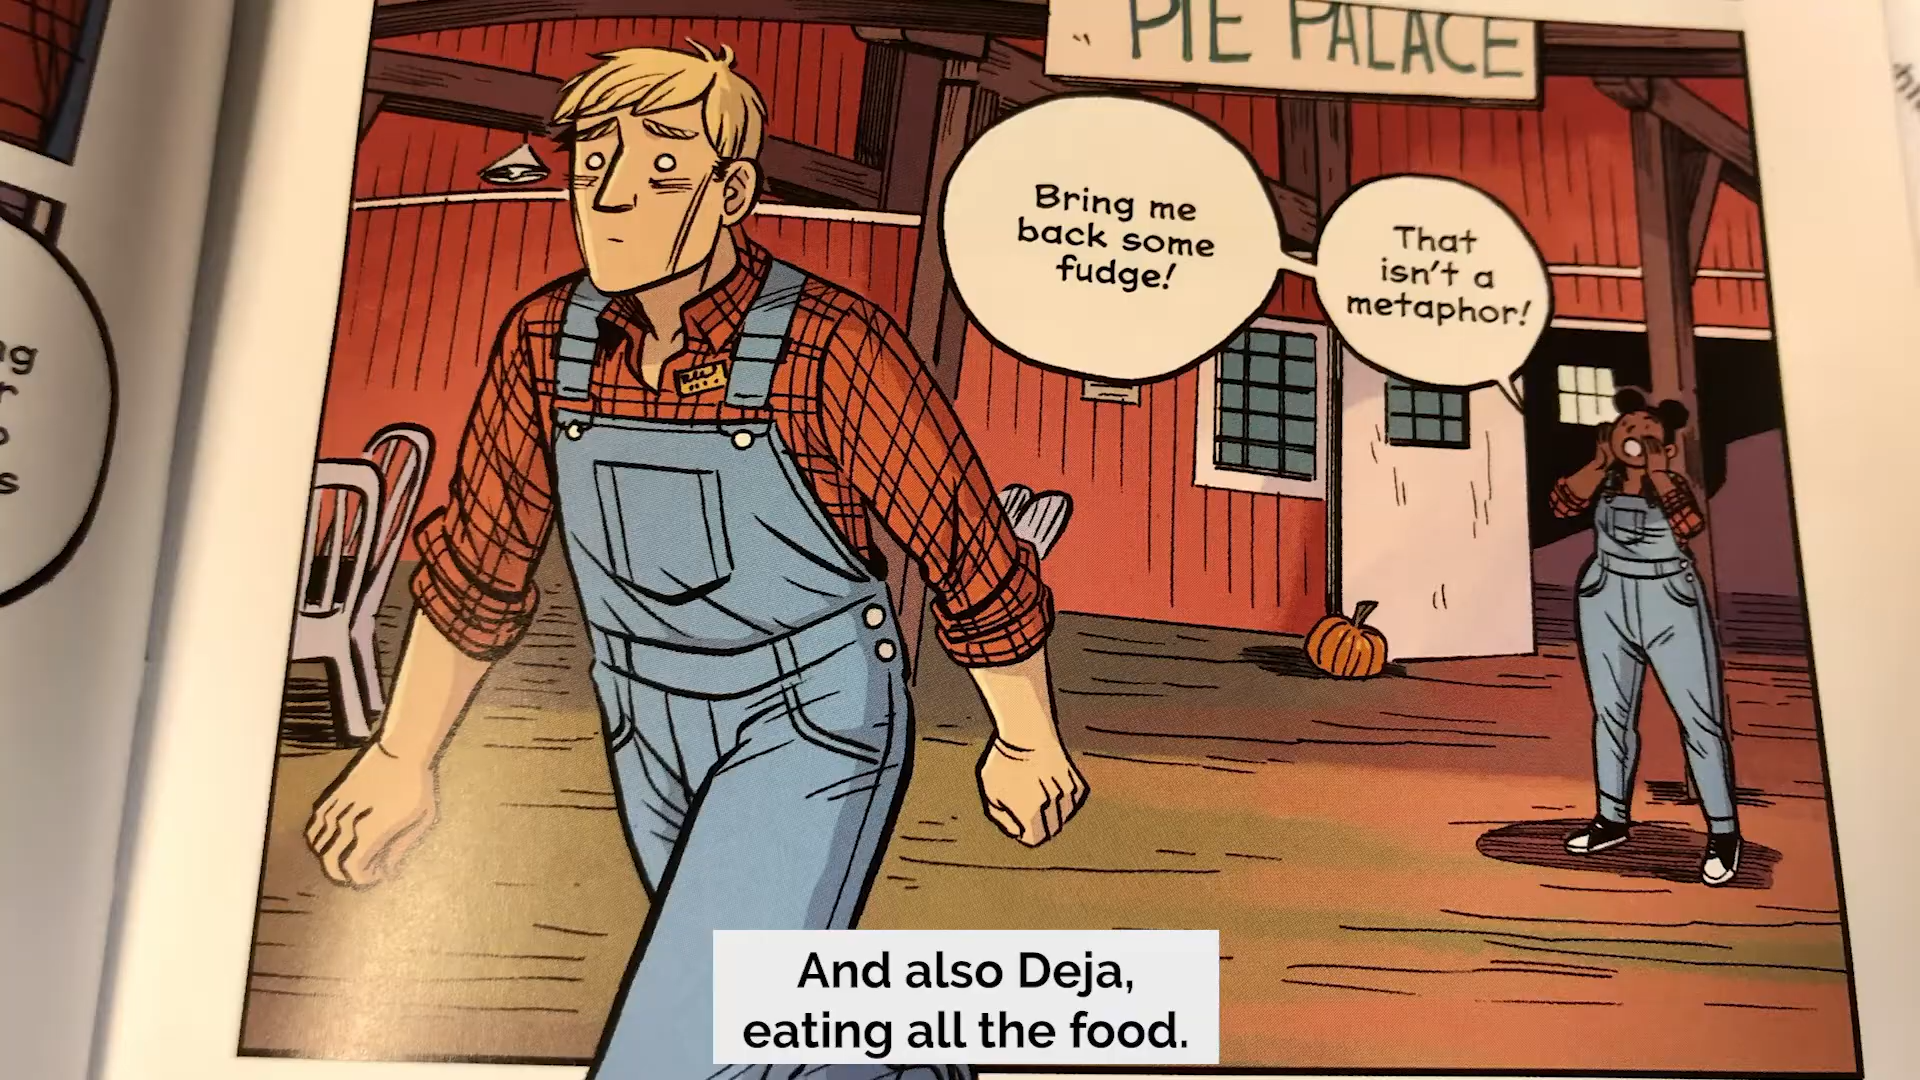 PIE PALACE
Bring me
back some
fudge!
That
isn't a
metaphor!
And also Deja,
eating all the food.